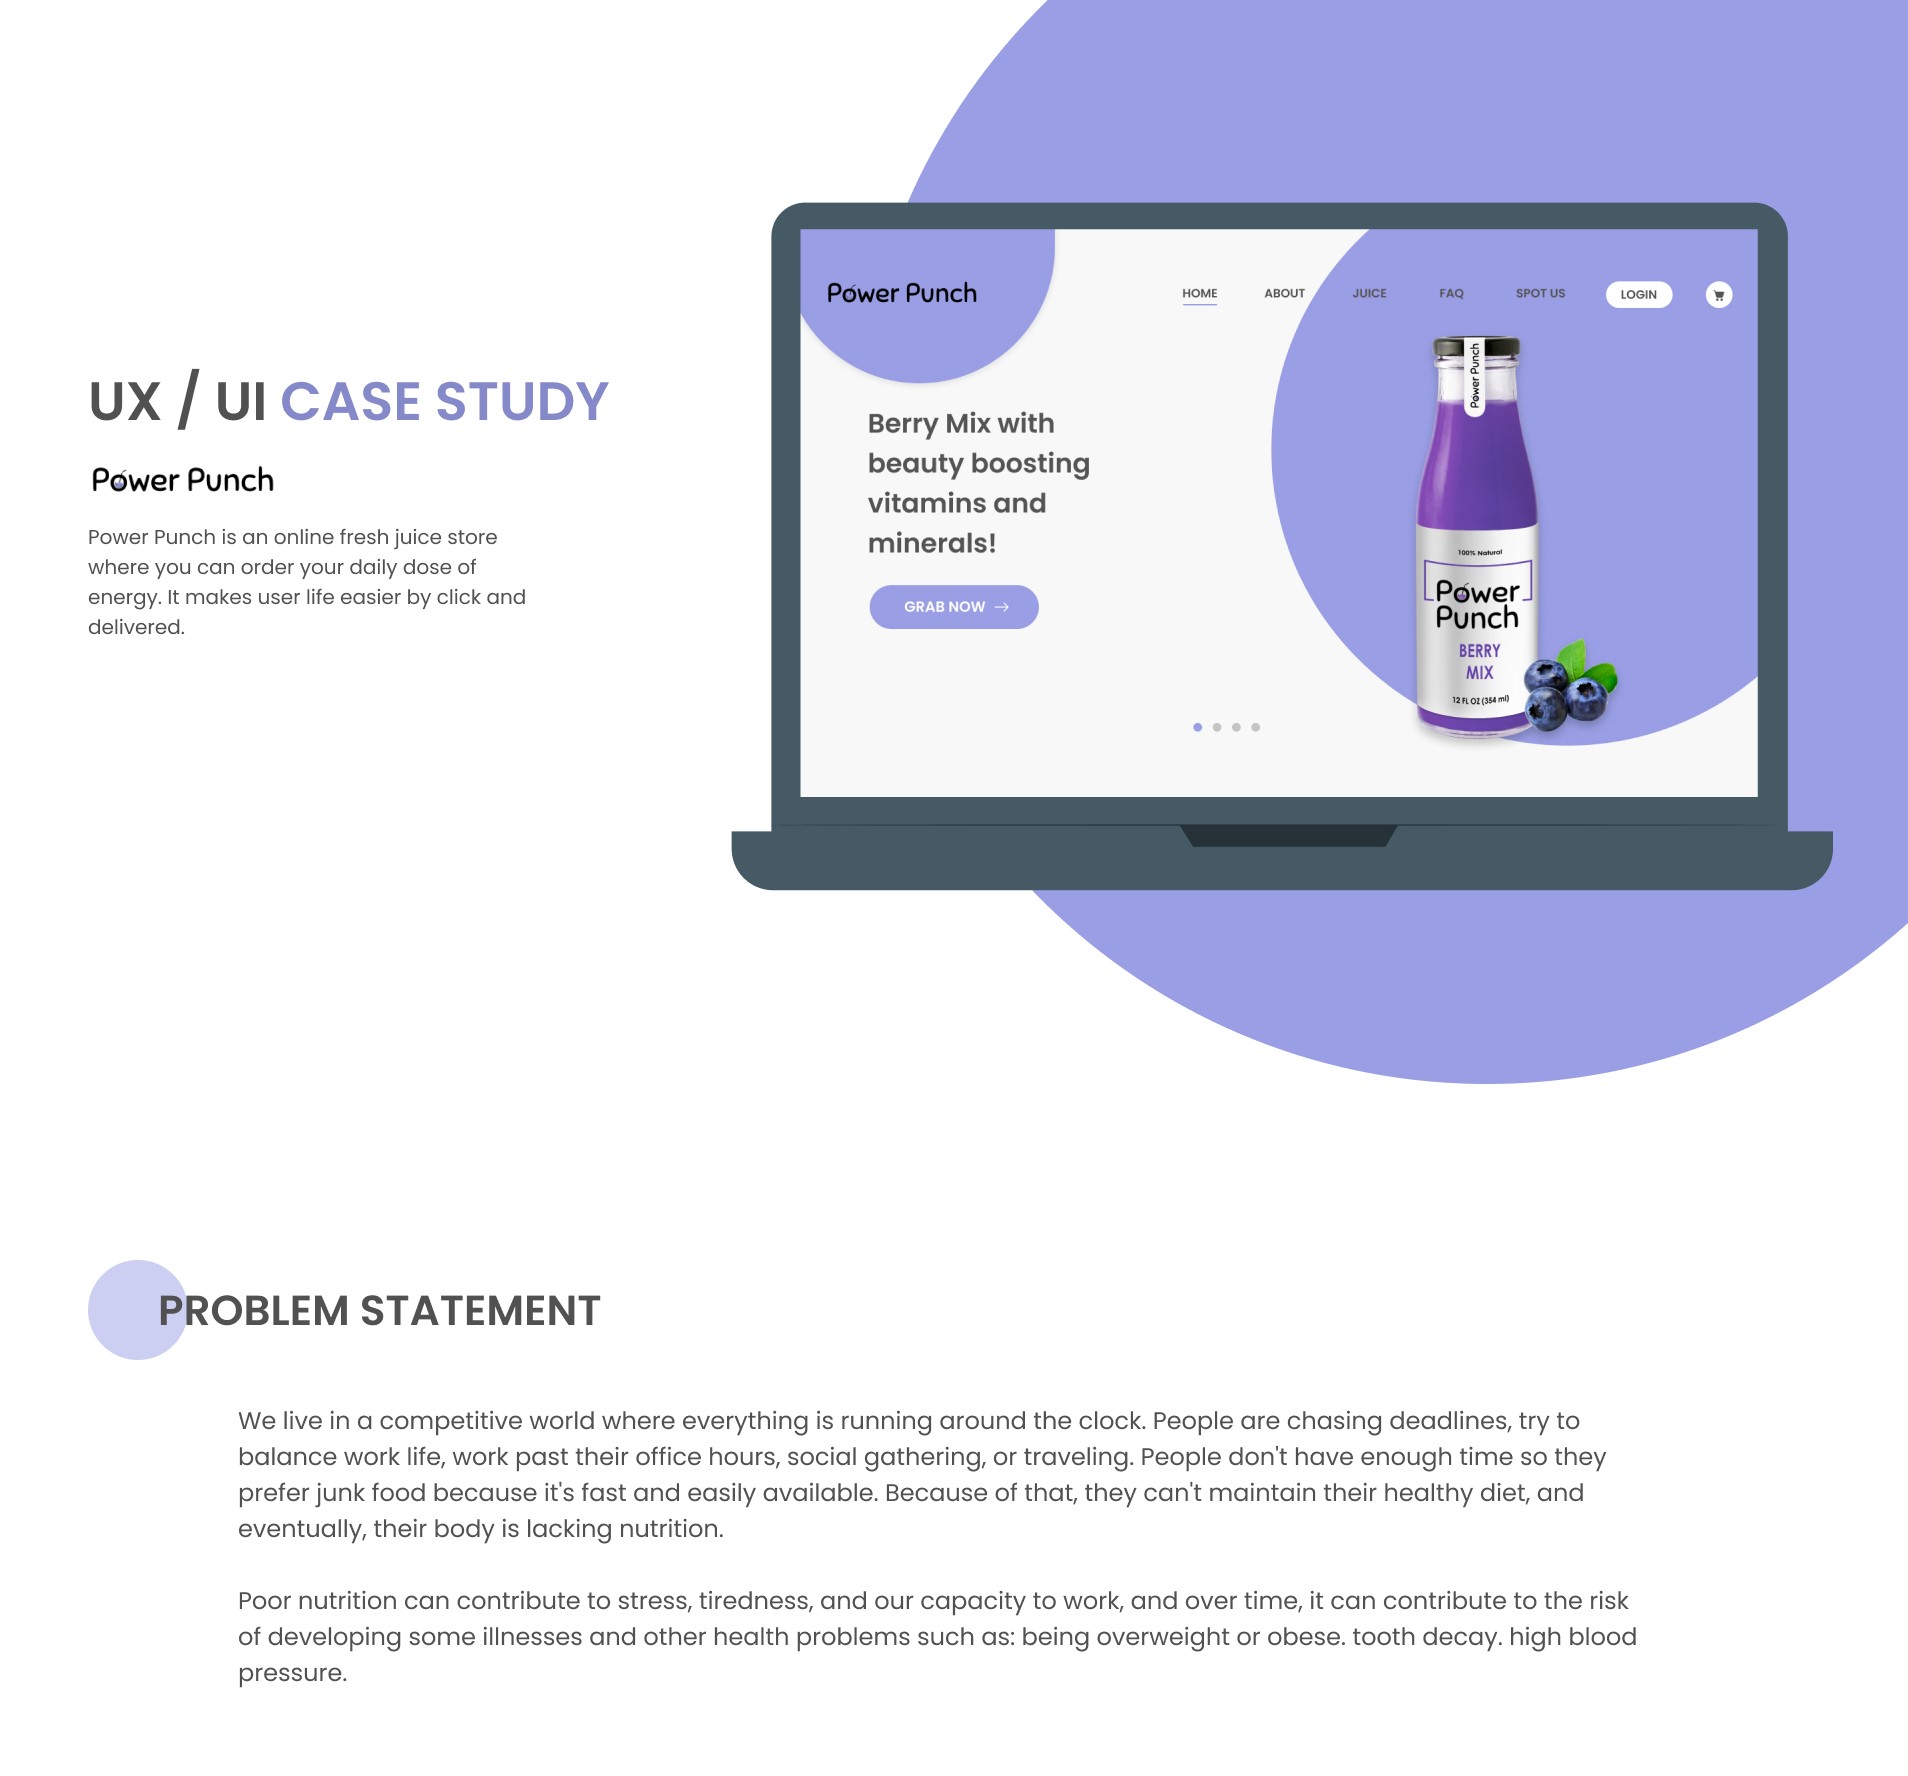 UX / UI CASE STUDY
Power Punch
Power Punch is an online fresh juice store
where you can order your daily dose of
energy. It makes user life easier by click and
delivered.
Power Punch
HOME ABOUT JUICE FAQ SPOT US LOGIN
Berry Mix with
beauty boosting
vitamins and
minerals!
GRAB NOW
Power Punch
100% Natural
Power
Punch
BERRY
MIX
12 FL OZ (354 ml)
PROBLEM STATEMENT
We live in a competitive world where everything is running around the clock. People are chasing deadlines, try to
balance work life, work past their office hours, social gathering, or traveling. People don't have enough time so they
prefer junk food because it's fast and easily available. Because of that, they can't maintain their healthy diet, and
eventually, their body is lacking nutrition.
Poor nutrition can contribute to stress, tiredness, and our capacity to work, and over time, it can contribute to the risk
of developing some illnesses and other health problems such as: being overweight or obese. tooth decay. high blood
pressure.